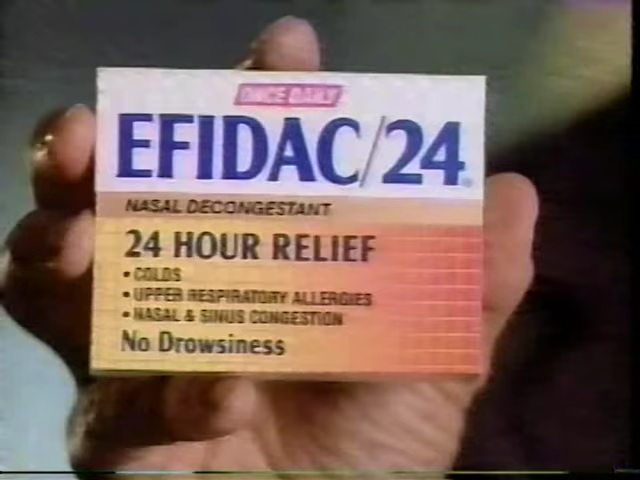 ONCE DAILY
EFIDAC/24®
NASAL DECONGESTANT
24 HOUR RELIEF
• COLDS
• UPPER RESPIRATORY ALLERGIES
• NASAL & SINUS CONGESTION
No Drowsiness